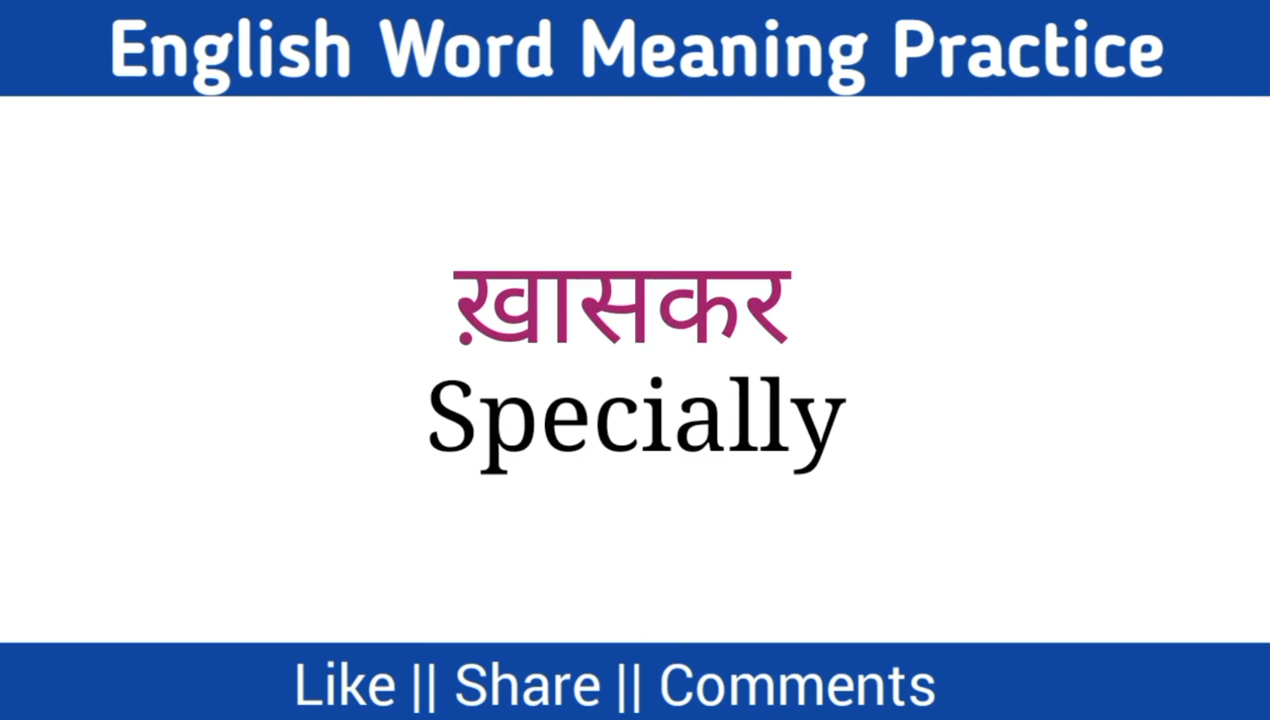 English Word Meaning Practice
ख़ासकर
Specially
Like || Share || Comments